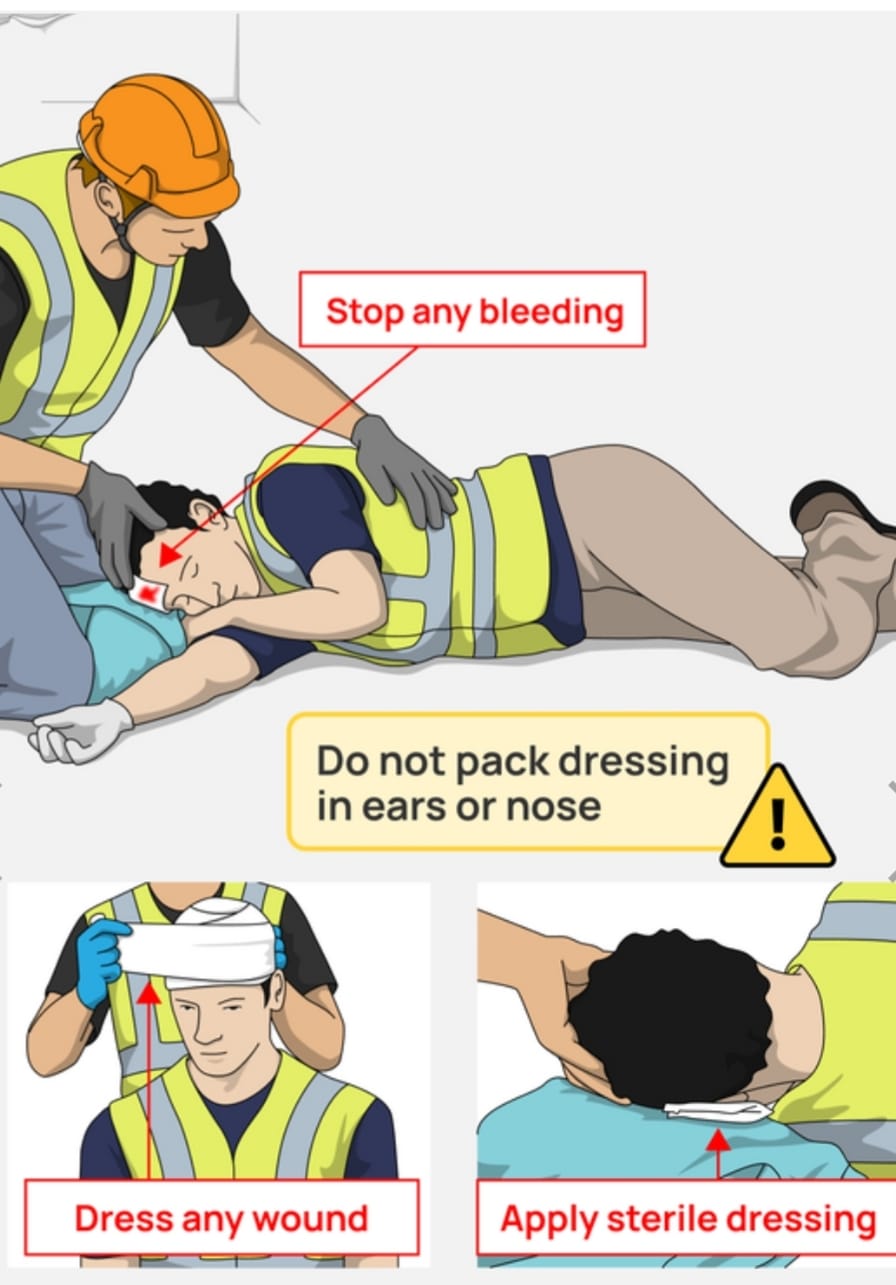 Stop any bleeding
Do not pack dressing
in ears or nose
!
Dress any wound
Apply sterile dressing